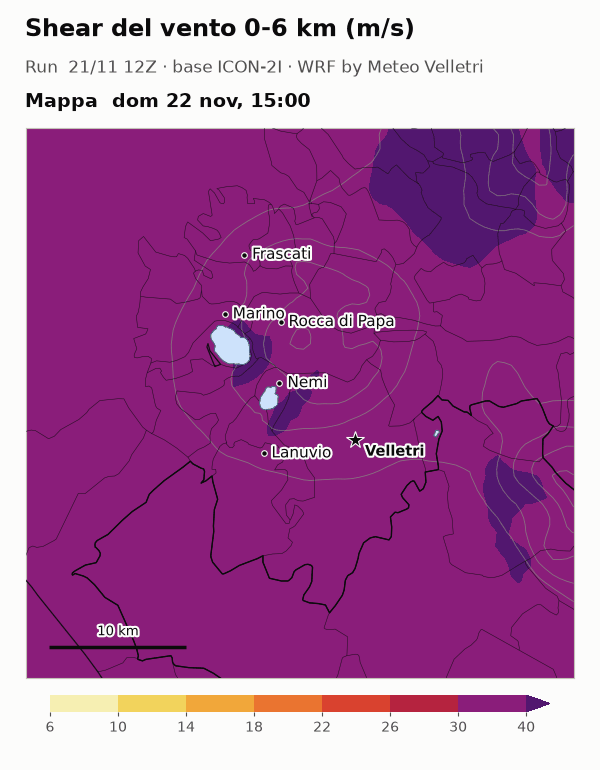 Shear del vento 0-6 km (m/s)
Run  21/11 12Z · base ICON-2I · WRF by Meteo Velletri
Mappa  dom 22 nov, 15:00
Frascati
Marino
Rocca di Papa
Nemi
Velletri
Lanuvio
10 km
6 10 14 18 22 26 30 40